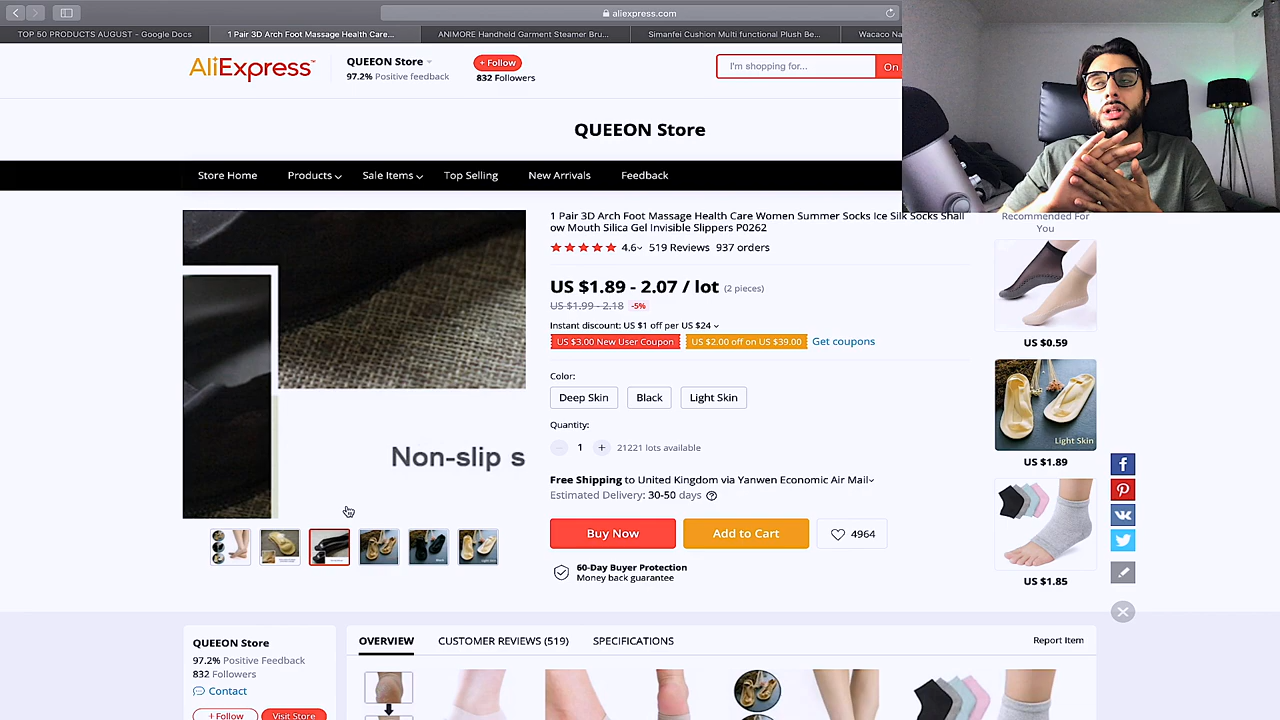 aliexpress.com
TOP 50 PRODUCTS AUGUST – Google Docs
1 Pair 3D Arch Foot Massage Health Care...
ANIMORE Handheld Garment Steamer Bru...
Simanfei Cushion Multi functional Plush Be...
Wacaco Na
AliExpress™
QUEEON Store
97.2% Positive feedback
+ Follow
832 Followers
I'm shopping for...
On
QUEEON Store
Store Home
Products
Sale Items
Top Selling
New Arrivals
Feedback
1 Pair 3D Arch Foot Massage Health Care Women Summer Socks Ice Silk Socks Shall
ow Mouth Silica Gel Invisible Slippers P0262
4.6
519 Reviews
937 orders
US $1.89 - 2.07 / lot (2 pieces)
US $1.99 - 2.18 -5%
Instant discount: US $1 off per US $24
US $3.00 New User Coupon
US $2.00 off on US $39.00
Get coupons
Color:
Deep Skin
Black
Light Skin
Quantity:
1
+
21221 lots available
Free Shipping to United Kingdom via Yanwen Economic Air Mail
Estimated Delivery: 30-50 days
Buy Now
Add to Cart
4964
60-Day Buyer Protection
Money back guarantee
Non-slip s
Recommended For
You
US $0.59
Light Skin
US $1.89
US $1.85
QUEEON Store
97.2% Positive Feedback
832 Followers
Contact
+ Follow
Visit Store
OVERVIEW
CUSTOMER REVIEWS (519)
SPECIFICATIONS
Report Item